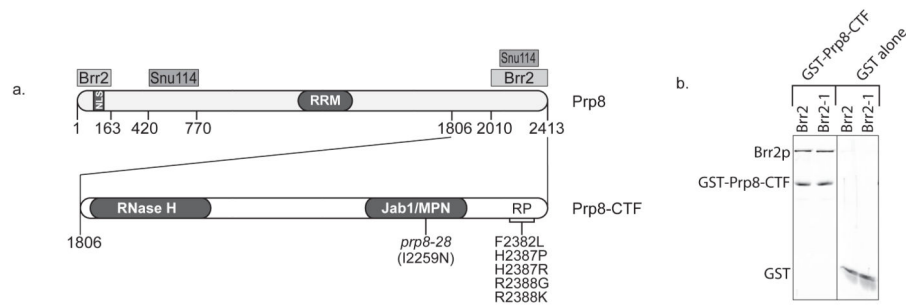 a.
Brr2
Snu114
Snu114
Brr2
NLS
RRM
Prp8
1 163 420 770 1806 2010 2413
RNase H
Jab1/MPN
RP
Prp8-CTF
1806
prp8-28
(I2259N)
F2382L
H2387P
H2387R
R2388G
R2388K
b.
GST-Prp8-CTF
GST alone
Brr2
Brr2-1
Brr2
Brr2-1
Brr2p
GST-Prp8-CTF
GST